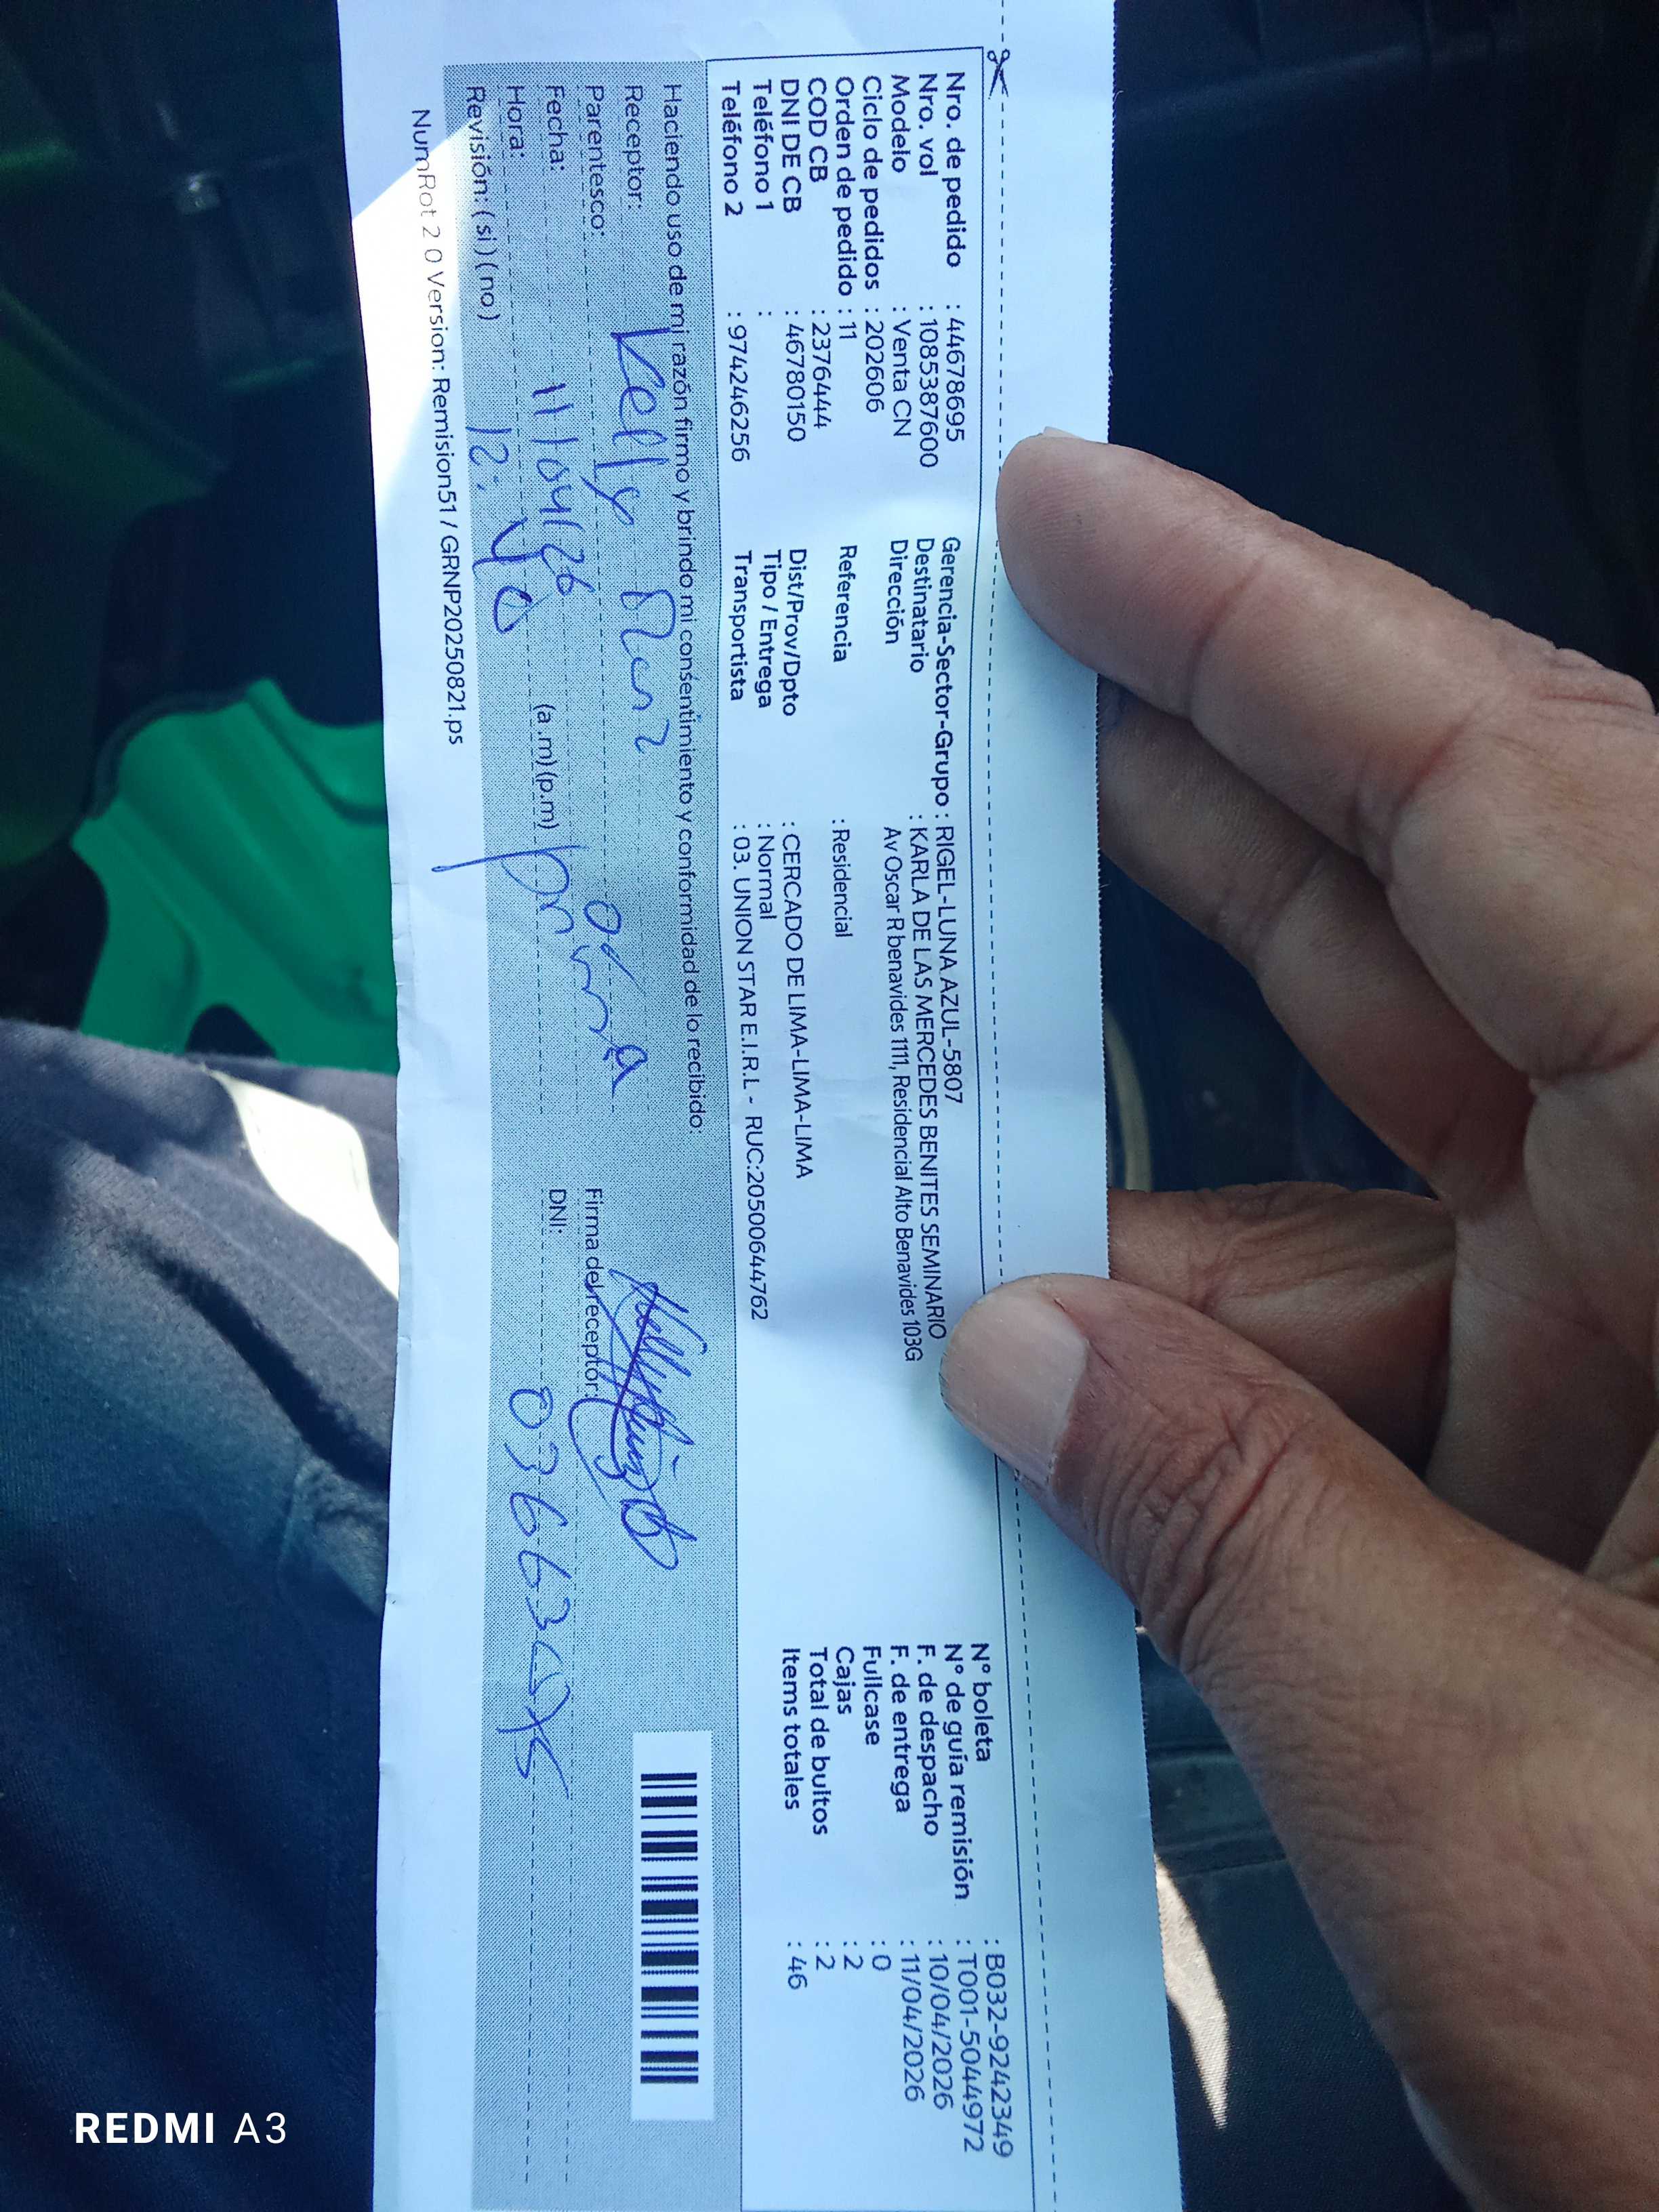 Nro. de pedido : 44678695
Nro. vol : 1085387600
Modelo : Venta CN
Ciclo de pedidos : 202606
Orden de pedido : 11
COD CB : 2376444
DNI DE CB : 46780150
Teléfono 1 :
Teléfono 2 : 974246256
Gerencia-Sector-Grupo : RIGEL-LUNA AZUL-5807
Destinatario : KARLA DE LAS MERCEDES BENITES SEMINARIO
Dirección Av Oscar R benavides 1111, Residencial Alto Benavides 103G
Referencia : Residencial
Dist/Prov/Dpto : CERCADO DE LIMA-LIMA-LIMA
Tipo / Entrega : Normal
Transportista : 03. UNION STAR E.I.R.L - RUC:20500644762
N° boleta : B032-9242349
N° de guía remisión : T001-50444972
F. de despacho : 10/04/2026
F. de entrega : 11/04/2026
Fullcase : 0
Cajas : 2
Total de bultos : 2
Items totales : 46
Haciendo uso de mi razón firmo y brindo mi consentimiento y conformidad de lo recibido:
Receptor: Kelly
Parentesco:
Fecha: 11/04/26
Hora: 12:40 (a.m)(p.m)
Revisión: (si) (no)
Firma del receptor:
DNI:
NumRot 2.0 Version: Remision51 / GRNP20250821.ps
REDMI A3